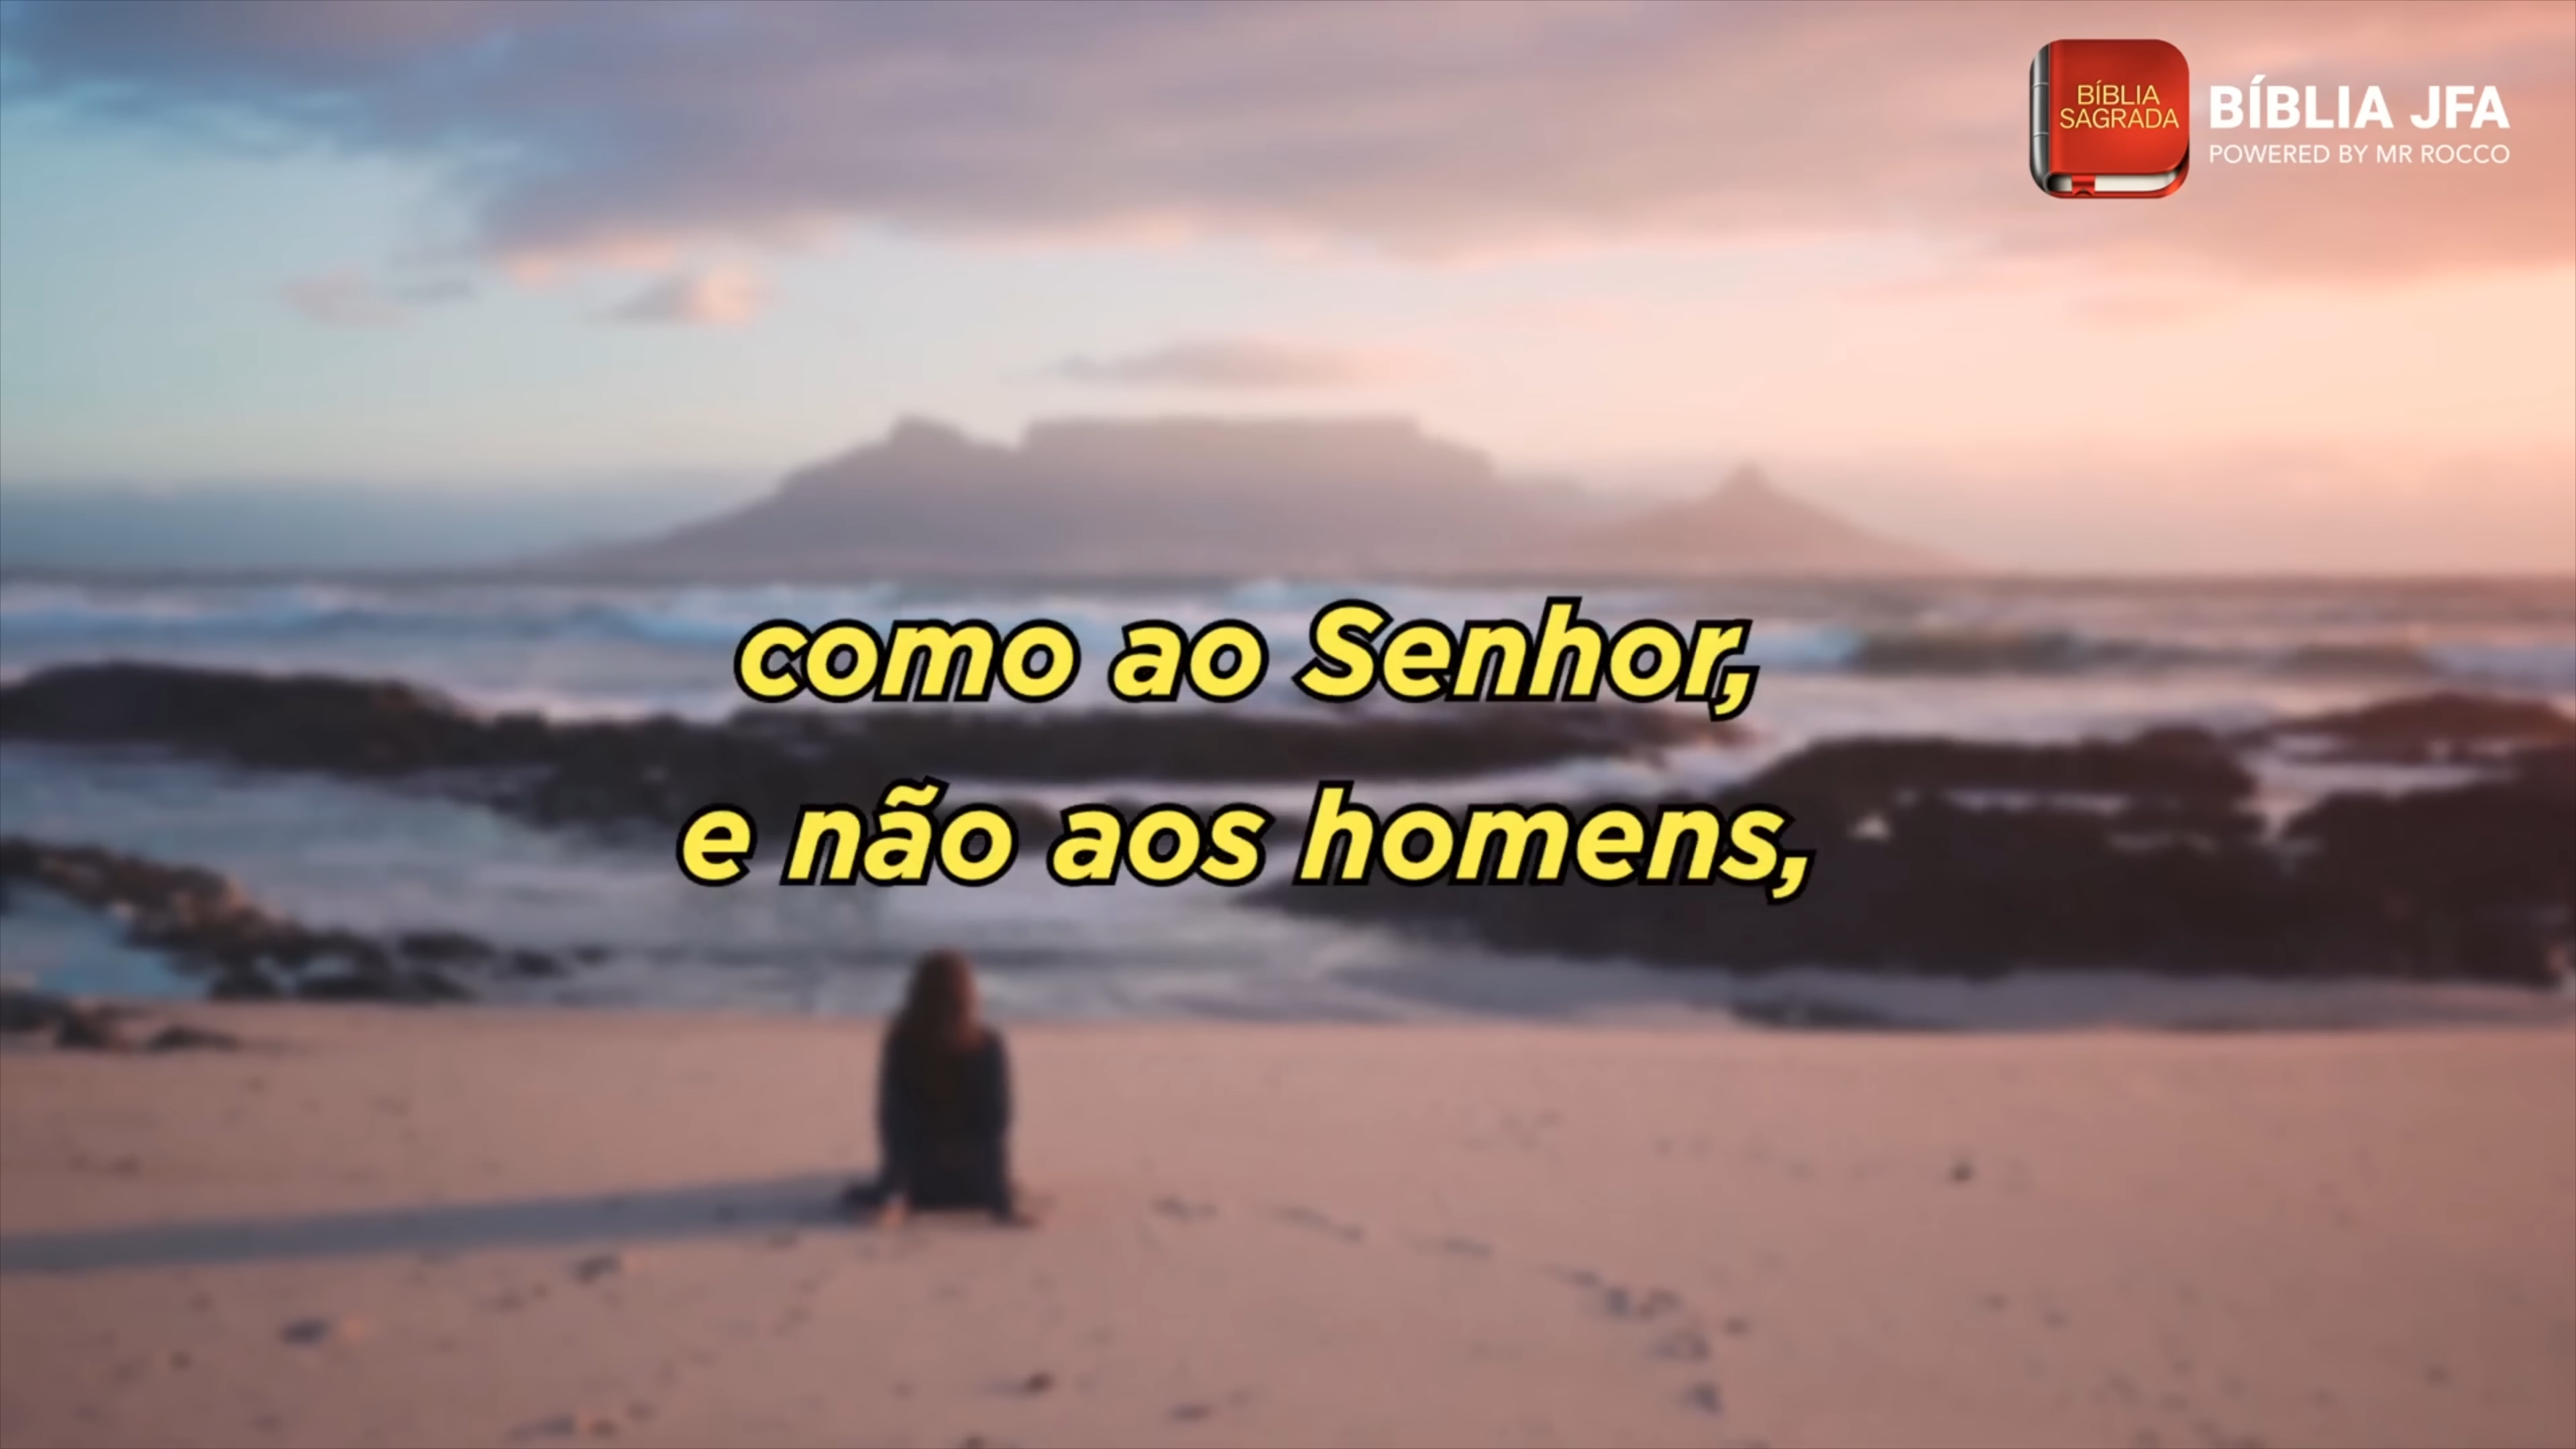 BÍBLIA
SAGRADA
BÍBLIA JFA
POWERED BY MR ROCCO
como ao Senhor,
e não aos homens,